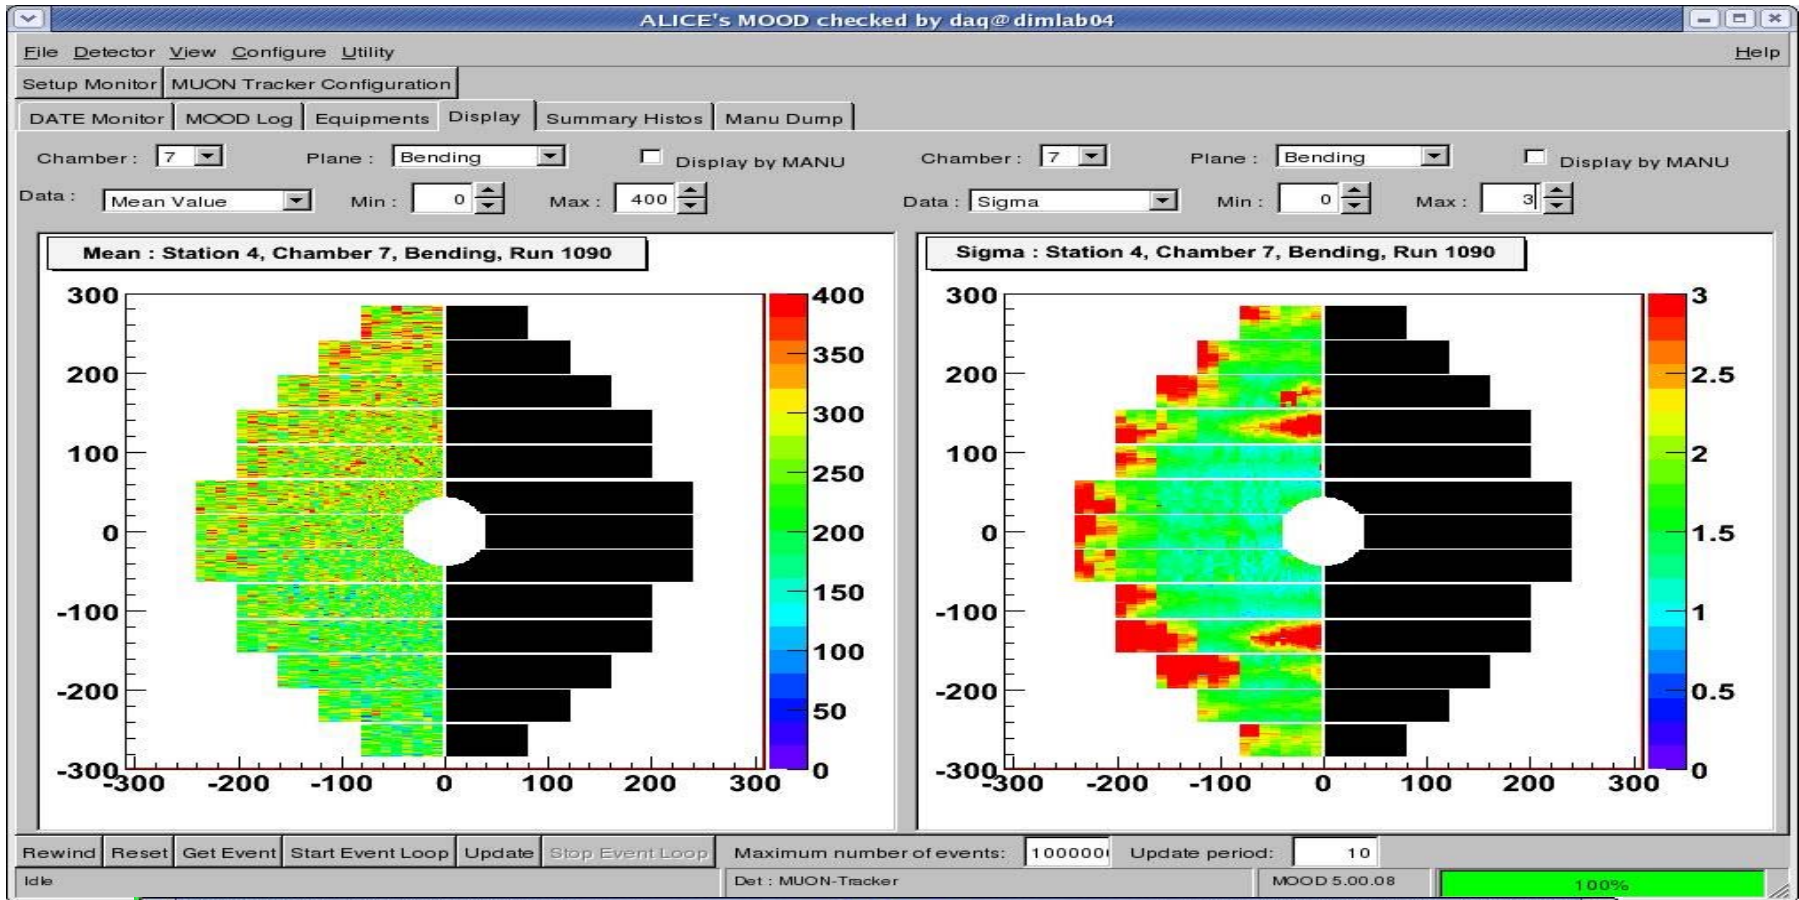 ALICE's MOOD checked by daq@dimlab04
File Detector View Configure Utility Help
Setup Monitor MUON Tracker Configuration
DATE Monitor MOOD Log Equipments Display Summary Histos Manu Dump
Chamber : 7 Plane : Bending Display by MANU Chamber : 7 Plane : Bending Display by MANU
Data : Mean Value Min : 0 Max : 400 Data : Sigma Min : 0 Max : 3
Mean : Station 4, Chamber 7, Bending, Run 1090
300
200
100
0
-100
-200
-300
-300 -200 -100 0 100 200 300
400
350
300
250
200
150
100
50
0
Sigma : Station 4, Chamber 7, Bending, Run 1090
300
200
100
0
-100
-200
-300
-300 -200 -100 0 100 200 300
3
2.5
2
1.5
1
0.5
0
Rewind Reset Get Event Start Event Loop Update Stop Event Loop Maximum number of events: 100000 Update period: 10
Idle Det : MUON-Tracker MOOD 5.00.08 100%